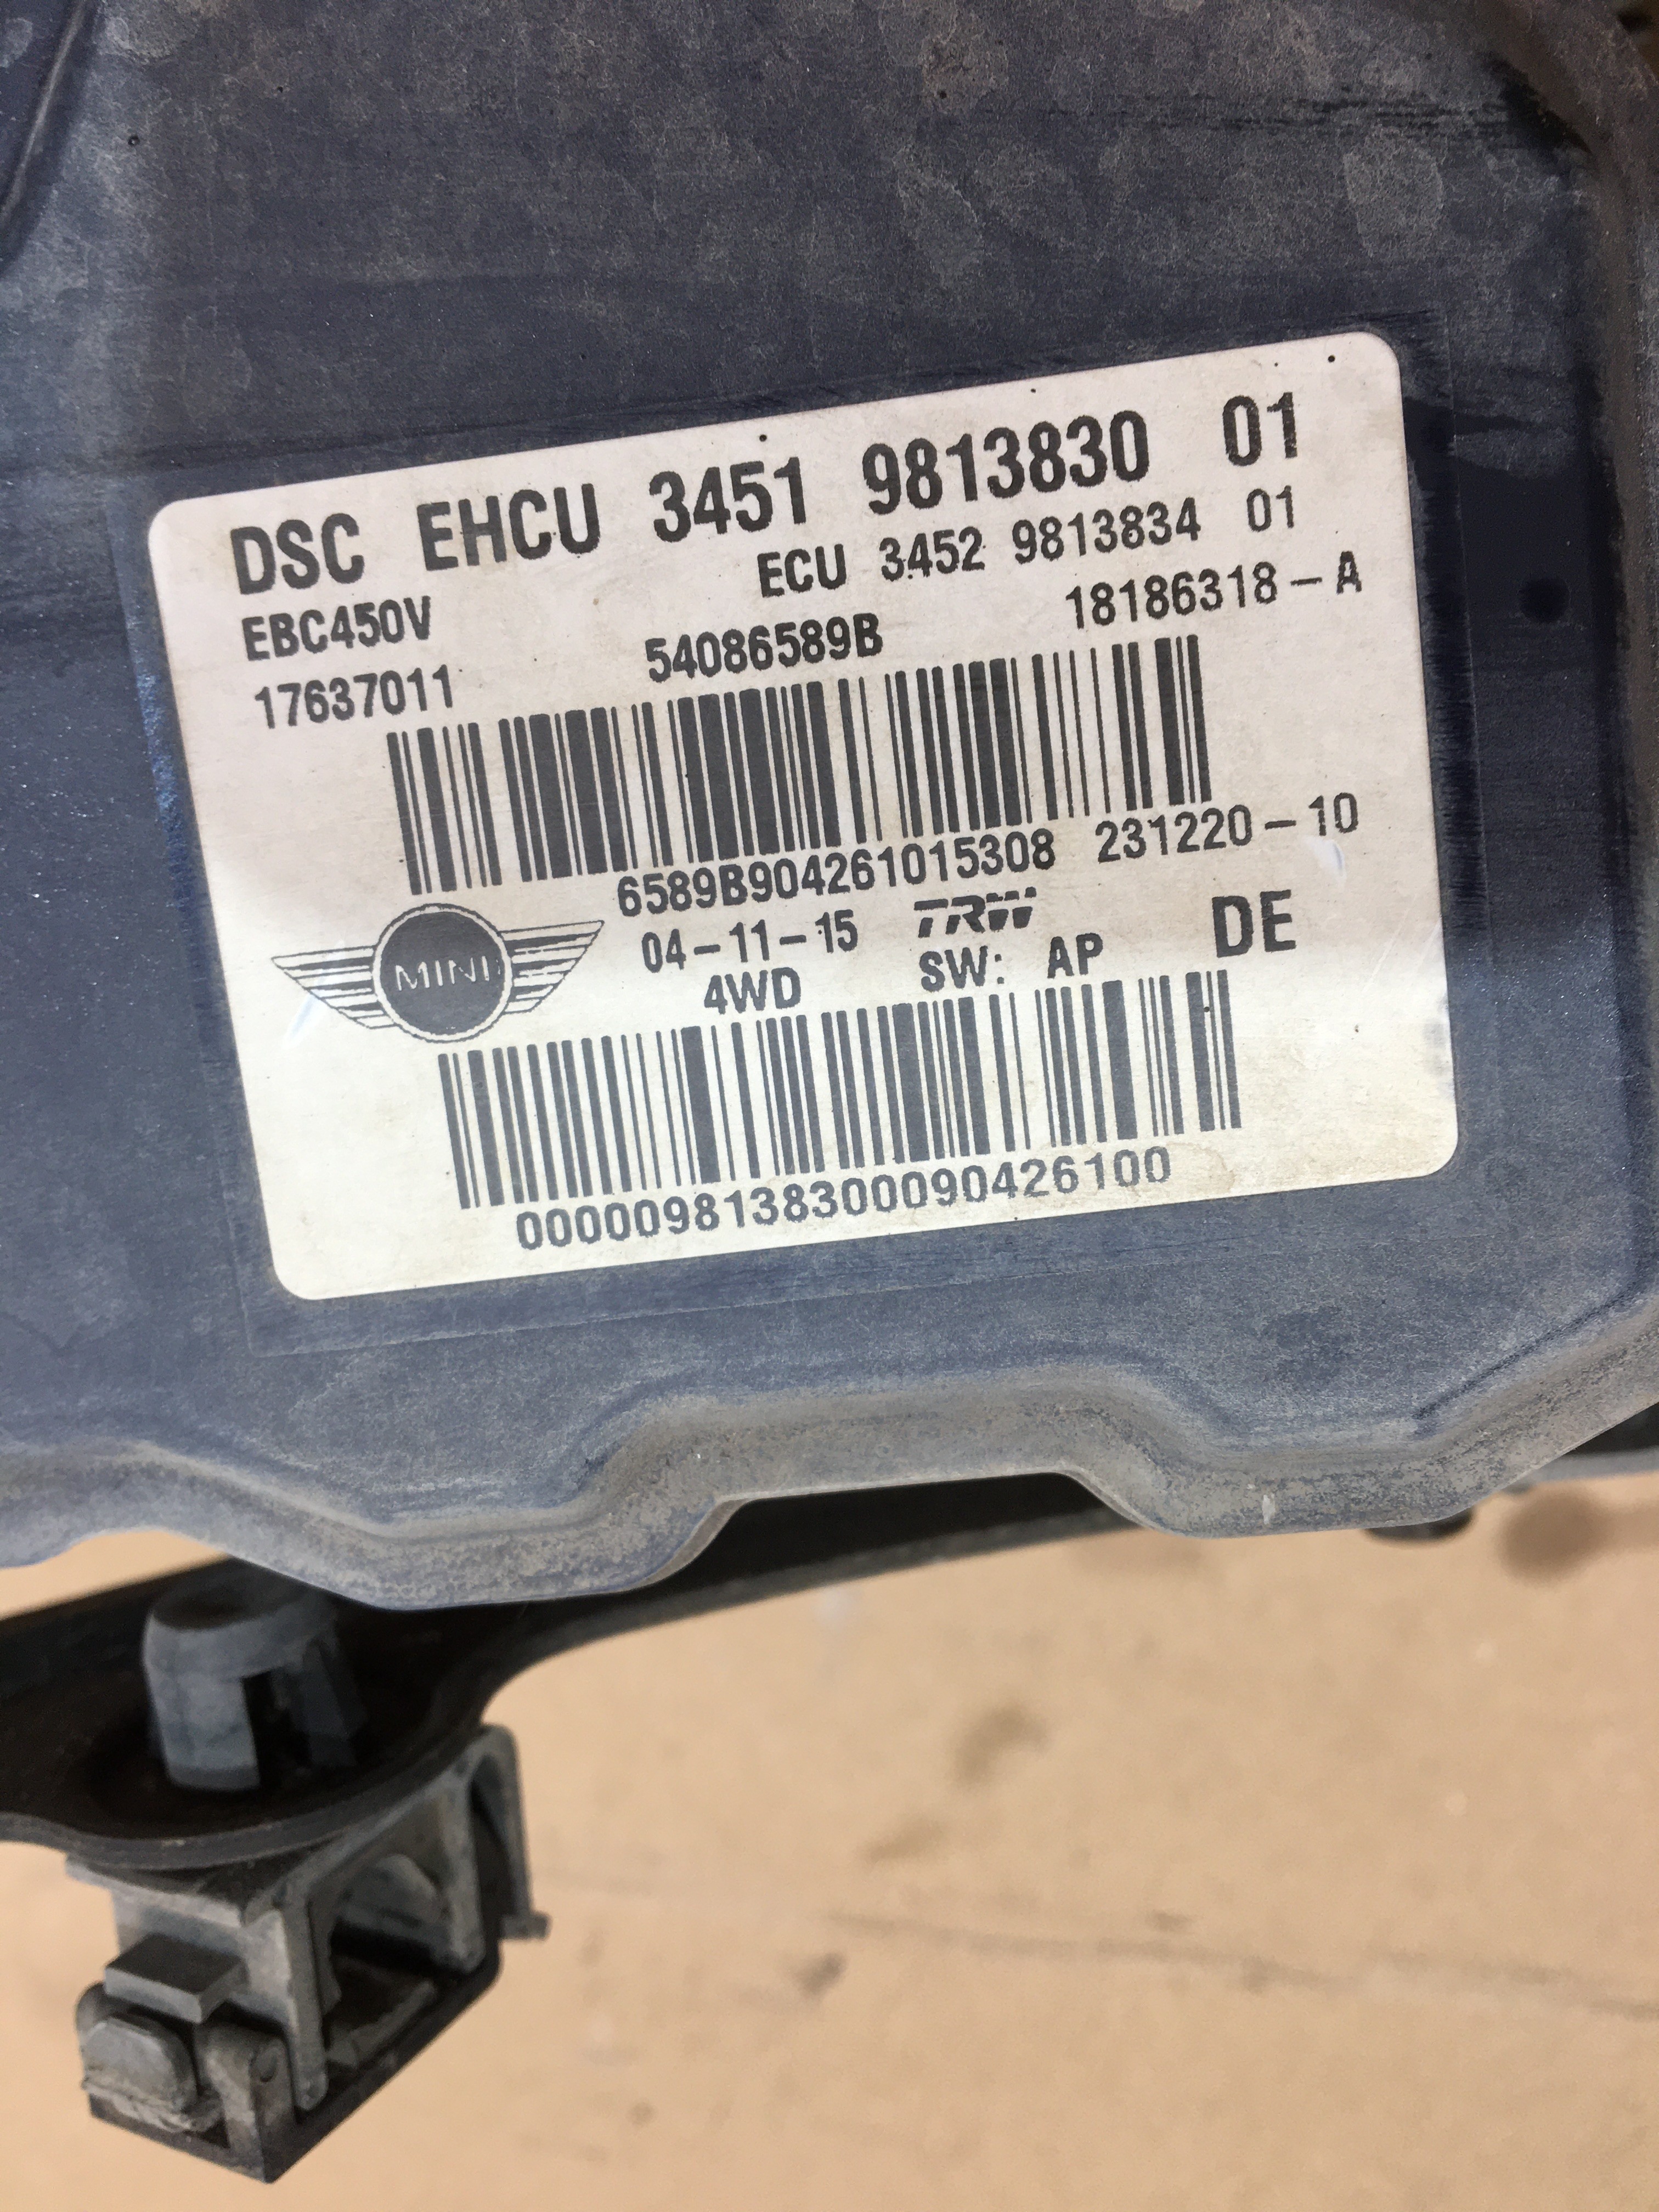 DSC EHCU 3451 9813830 01
ECU 3452 9813834 01
EBC450V 54086589B 18186318-A
17637011
6589B904261015308 231220-10
MINI 04-11-15 TRW DE
4WD SW: AP
00000981383000090426100